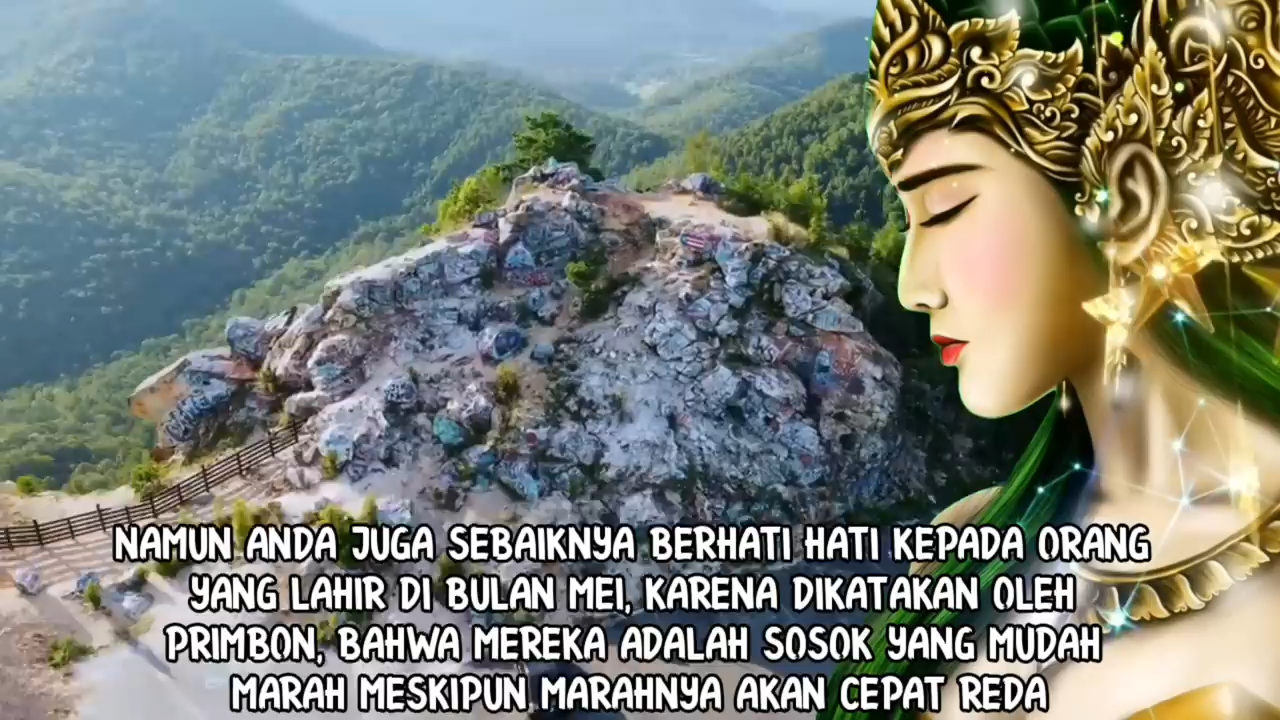 NAMUN ANDA JUGA SEBAIKNYA BERHATI HATI KEPADA ORANG
YANG LAHIR DI BULAN MEI, KARENA DIKATAKAN OLEH
PRIMBON, BAHWA MEREKA ADALAH SOSOK YANG MUDAH
MARAH MESKIPUN MARAHNYA AKAN CEPAT REDA